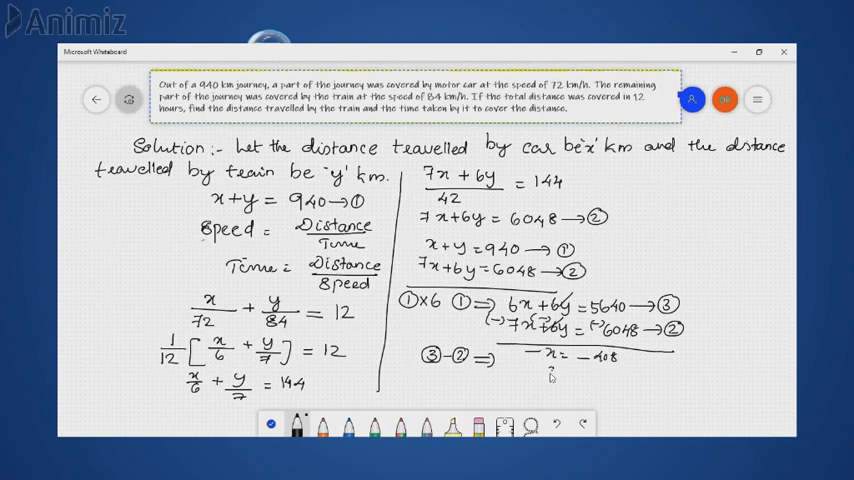 Animiz
Microsoft Whiteboard
Out of a 940 km journey, a part of the journey was covered by motor car at the speed of 72 km/h. The remaining
part of the journey was covered by the train at the speed of 84 km/h. If the total distance was covered in 12
hours, find the distance travelled by the train and the time taken by it to cover the distance.
Solution :- Let the distance travelled by car be 'x' km and the distance
travelled by train be 'y' km.
x+y = 940 → ①
Speed = Distance / Time
Time = Distance / Speed
x/72 + y/84 = 12
1/12 [ x/6 + y/7 ] = 12
x/6 + y/7 = 144
7x + 6y / 42 = 144
7x+6y = 6048 → ②
x+y = 940 → ①
7x+6y = 6048 → ②
①×6 ① ⇒ 6x + 6y = 5640 → ③
(-) 7x (-)+6y = (-) 6048 → ②
③-② ⇒ -x = -408